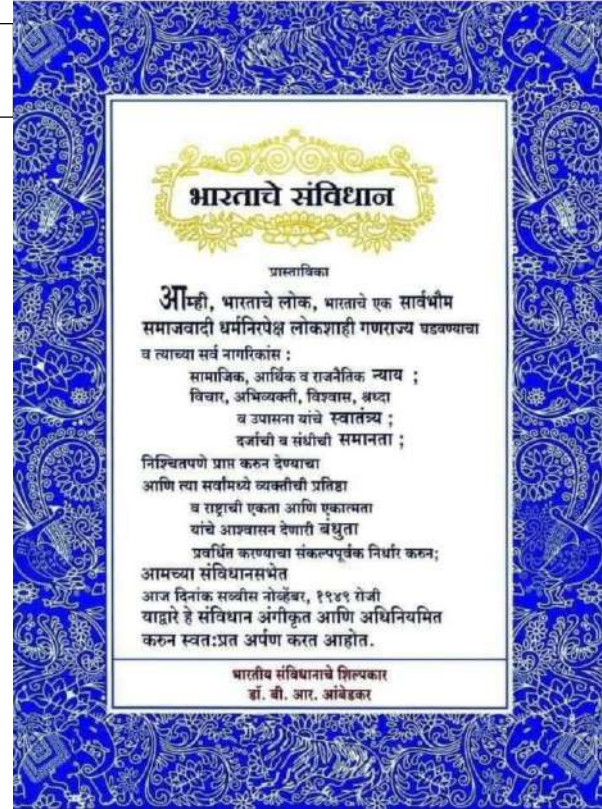 भारताचे संविधान
प्रास्ताविका
आम्ही, भारताचे लोक, भारताचे एक सार्वभौम
समाजवादी धर्मनिरपेक्ष लोकशाही गणराज्य घडवण्याचा
व त्याच्या सर्व नागरिकांस :
सामाजिक, आर्थिक व राजनैतिक न्याय ;
विचार, अभिव्यक्ती, विश्वास, श्रध्दा
व उपासना यांचे स्वातंत्र्य ;
दर्जाची व संधीची समानता ;
निश्चितपणे प्राप्त करुन देण्याचा
आणि त्या सर्वांमध्ये व्यक्तीची प्रतिष्ठा
व राष्ट्राची एकता आणि एकात्मता
यांचे आश्वासन देणारी बंधुता
प्रवर्धित करण्याचा संकल्पपूर्वक निर्धार करुन;
आमच्या संविधानसभेत
आज दिनांक सव्वीस नोव्हेंबर, १९४९ रोजी
याद्वारे हे संविधान अंगीकृत आणि अधिनियमित
करुन स्वत:प्रत अर्पण करत आहोत.
भारतीय संविधानाचे शिल्पकार
डॉ. बी. आर. आंबेडकर